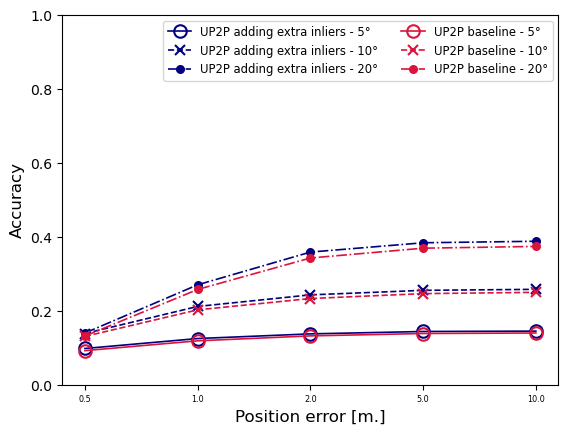 UP2P adding extra inliers - 5°
UP2P adding extra inliers - 10°
UP2P adding extra inliers - 20°
UP2P baseline - 5°
UP2P baseline - 10°
UP2P baseline - 20°
1.0
0.8
0.6
0.4
0.2
0.0
Accuracy
0.5 1.0 2.0 5.0 10.0
Position error [m.]